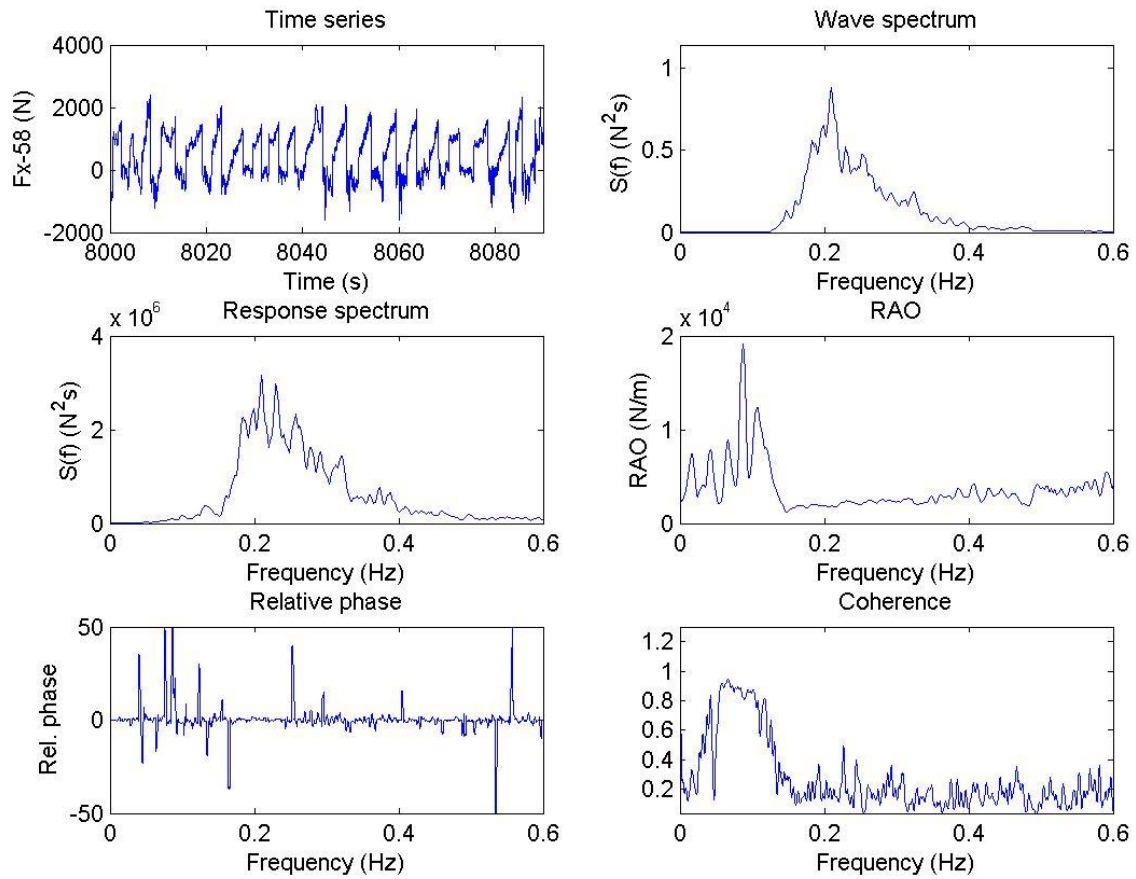 Time series
Fx-58 (N)
4000
2000
0
-2000
8000
8020
8040
8060
8080
Time (s)
Wave spectrum
S(f) (N²s)
1
0.5
0
0
0.2
0.4
0.6
Frequency (Hz)
Response spectrum
x 10⁶
S(f) (N²s)
4
2
0
0
0.2
0.4
0.6
Frequency (Hz)
RAO
x 10⁴
RAO (N/m)
2
1
0
0
0.2
0.4
0.6
Frequency (Hz)
Relative phase
Rel. phase
50
0
-50
0
0.2
0.4
0.6
Frequency (Hz)
Coherence
1.2
1
0.8
0.6
0.4
0.2
0
0.2
0.4
0.6
Frequency (Hz)